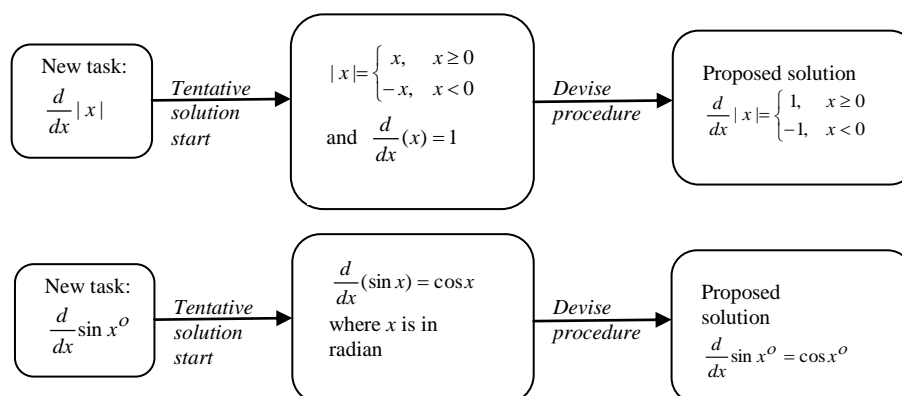 New task:
d/dx |x|
Tentative
solution
start
|x| = { x, x ≥ 0
−x, x < 0
and d/dx (x) = 1
Devise
procedure
Proposed solution
d/dx |x| = { 1, x ≥ 0
−1, x < 0
New task:
d/dx sin x^o
Tentative
solution
start
d/dx (sin x) = cos x
where x is in
radian
Devise
procedure
Proposed
solution
d/dx sin x^o = cos x^o